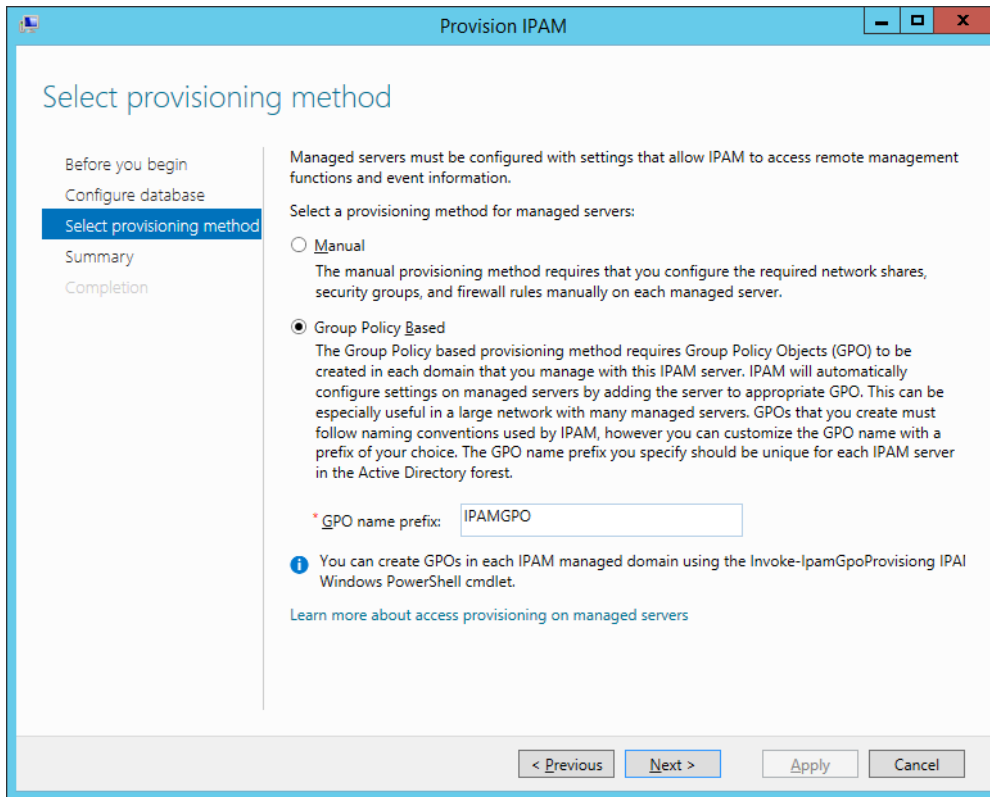 Provision IPAM
Select provisioning method
Before you begin
Configure database
Select provisioning method
Summary
Completion
Managed servers must be configured with settings that allow IPAM to access remote management
functions and event information.
Select a provisioning method for managed servers:
Manual
The manual provisioning method requires that you configure the required network shares,
security groups, and firewall rules manually on each managed server.
Group Policy Based
The Group Policy based provisioning method requires Group Policy Objects (GPO) to be
created in each domain that you manage with this IPAM server. IPAM will automatically
configure settings on managed servers by adding the server to appropriate GPO. This can be
especially useful in a large network with many managed servers. GPOs that you create must
follow naming conventions used by IPAM, however you can customize the GPO name with a
prefix of your choice. The GPO name prefix you specify should be unique for each IPAM server
in the Active Directory forest.
* GPO name prefix: IPAMGPO
You can create GPOs in each IPAM managed domain using the Invoke-IpamGpoProvisiong IPAI
Windows PowerShell cmdlet.
Learn more about access provisioning on managed servers
< Previous Next > Apply Cancel